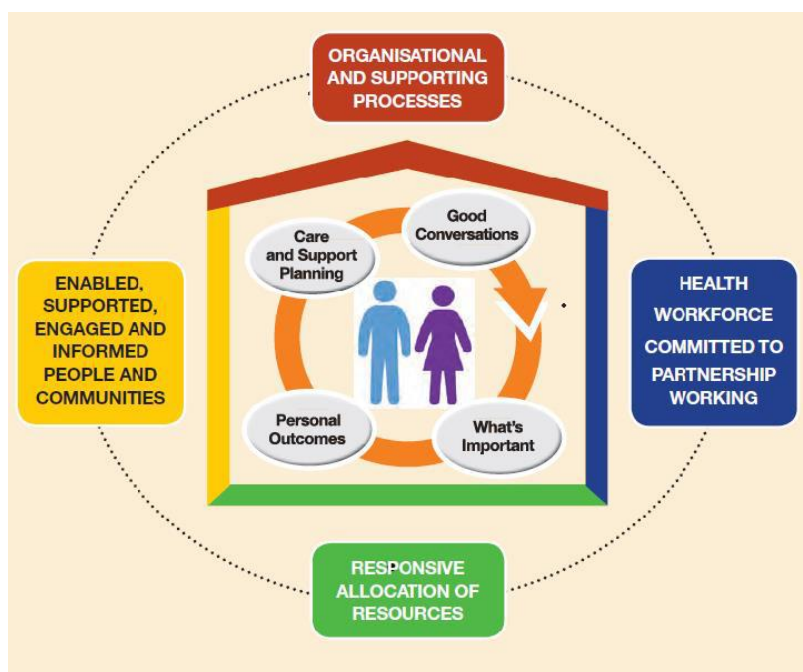 ORGANISATIONAL
AND SUPPORTING
PROCESSES
Good
Conversations
Care
and Support
Planning
ENABLED,
SUPPORTED,
ENGAGED AND
INFORMED
PEOPLE AND
COMMUNITIES
HEALTH
WORKFORCE
COMMITTED TO
PARTNERSHIP
WORKING
Personal
Outcomes
What's
Important
RESPONSIVE
ALLOCATION OF
RESOURCES